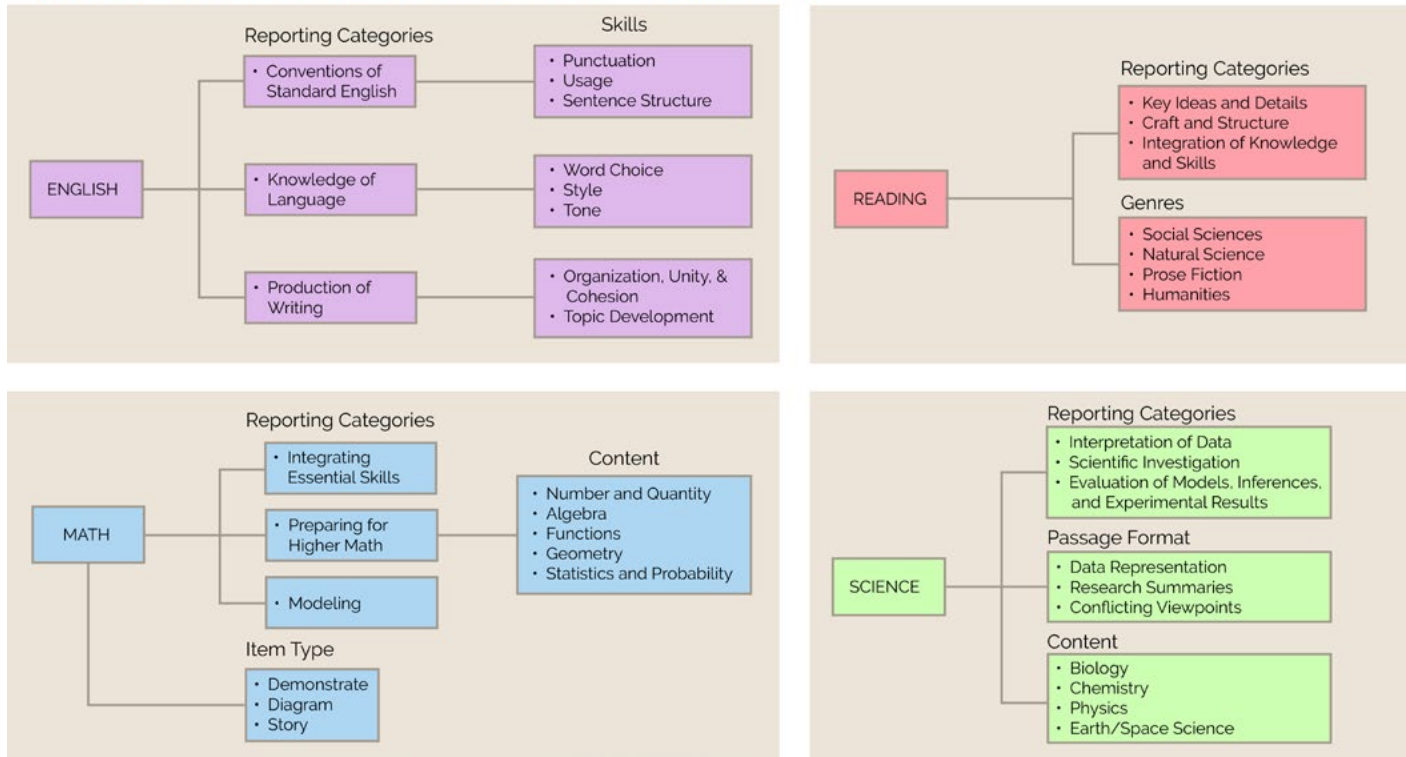 ENGLISH
Reporting Categories
• Conventions of
Standard English
• Knowledge of
Language
• Production of
Writing
Skills
• Punctuation
• Usage
• Sentence Structure
• Word Choice
• Style
• Tone
• Organization, Unity, &
Cohesion
• Topic Development
READING
Reporting Categories
• Key Ideas and Details
• Craft and Structure
• Integration of Knowledge
and Skills
Genres
• Social Sciences
• Natural Science
• Prose Fiction
• Humanities
MATH
Reporting Categories
• Integrating
Essential Skills
• Preparing for
Higher Math
• Modeling
Content
• Number and Quantity
• Algebra
• Functions
• Geometry
• Statistics and Probability
Item Type
• Demonstrate
• Diagram
• Story
SCIENCE
Reporting Categories
• Interpretation of Data
• Scientific Investigation
• Evaluation of Models, Inferences,
and Experimental Results
Passage Format
• Data Representation
• Research Summaries
• Conflicting Viewpoints
Content
• Biology
• Chemistry
• Physics
• Earth/Space Science